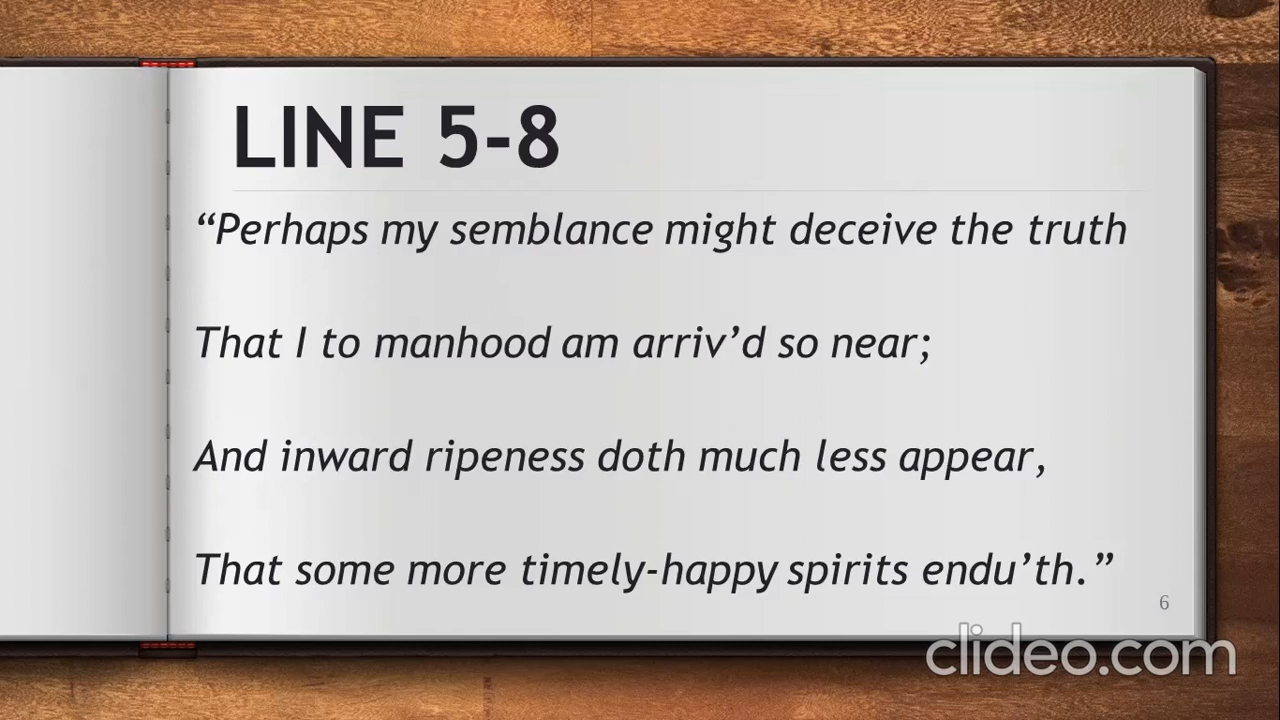 LINE 5-8
“Perhaps my semblance might deceive the truth
That I to manhood am arriv’d so near;
And inward ripeness doth much less appear,
That some more timely-happy spirits endu’th.”
6
clideo.com